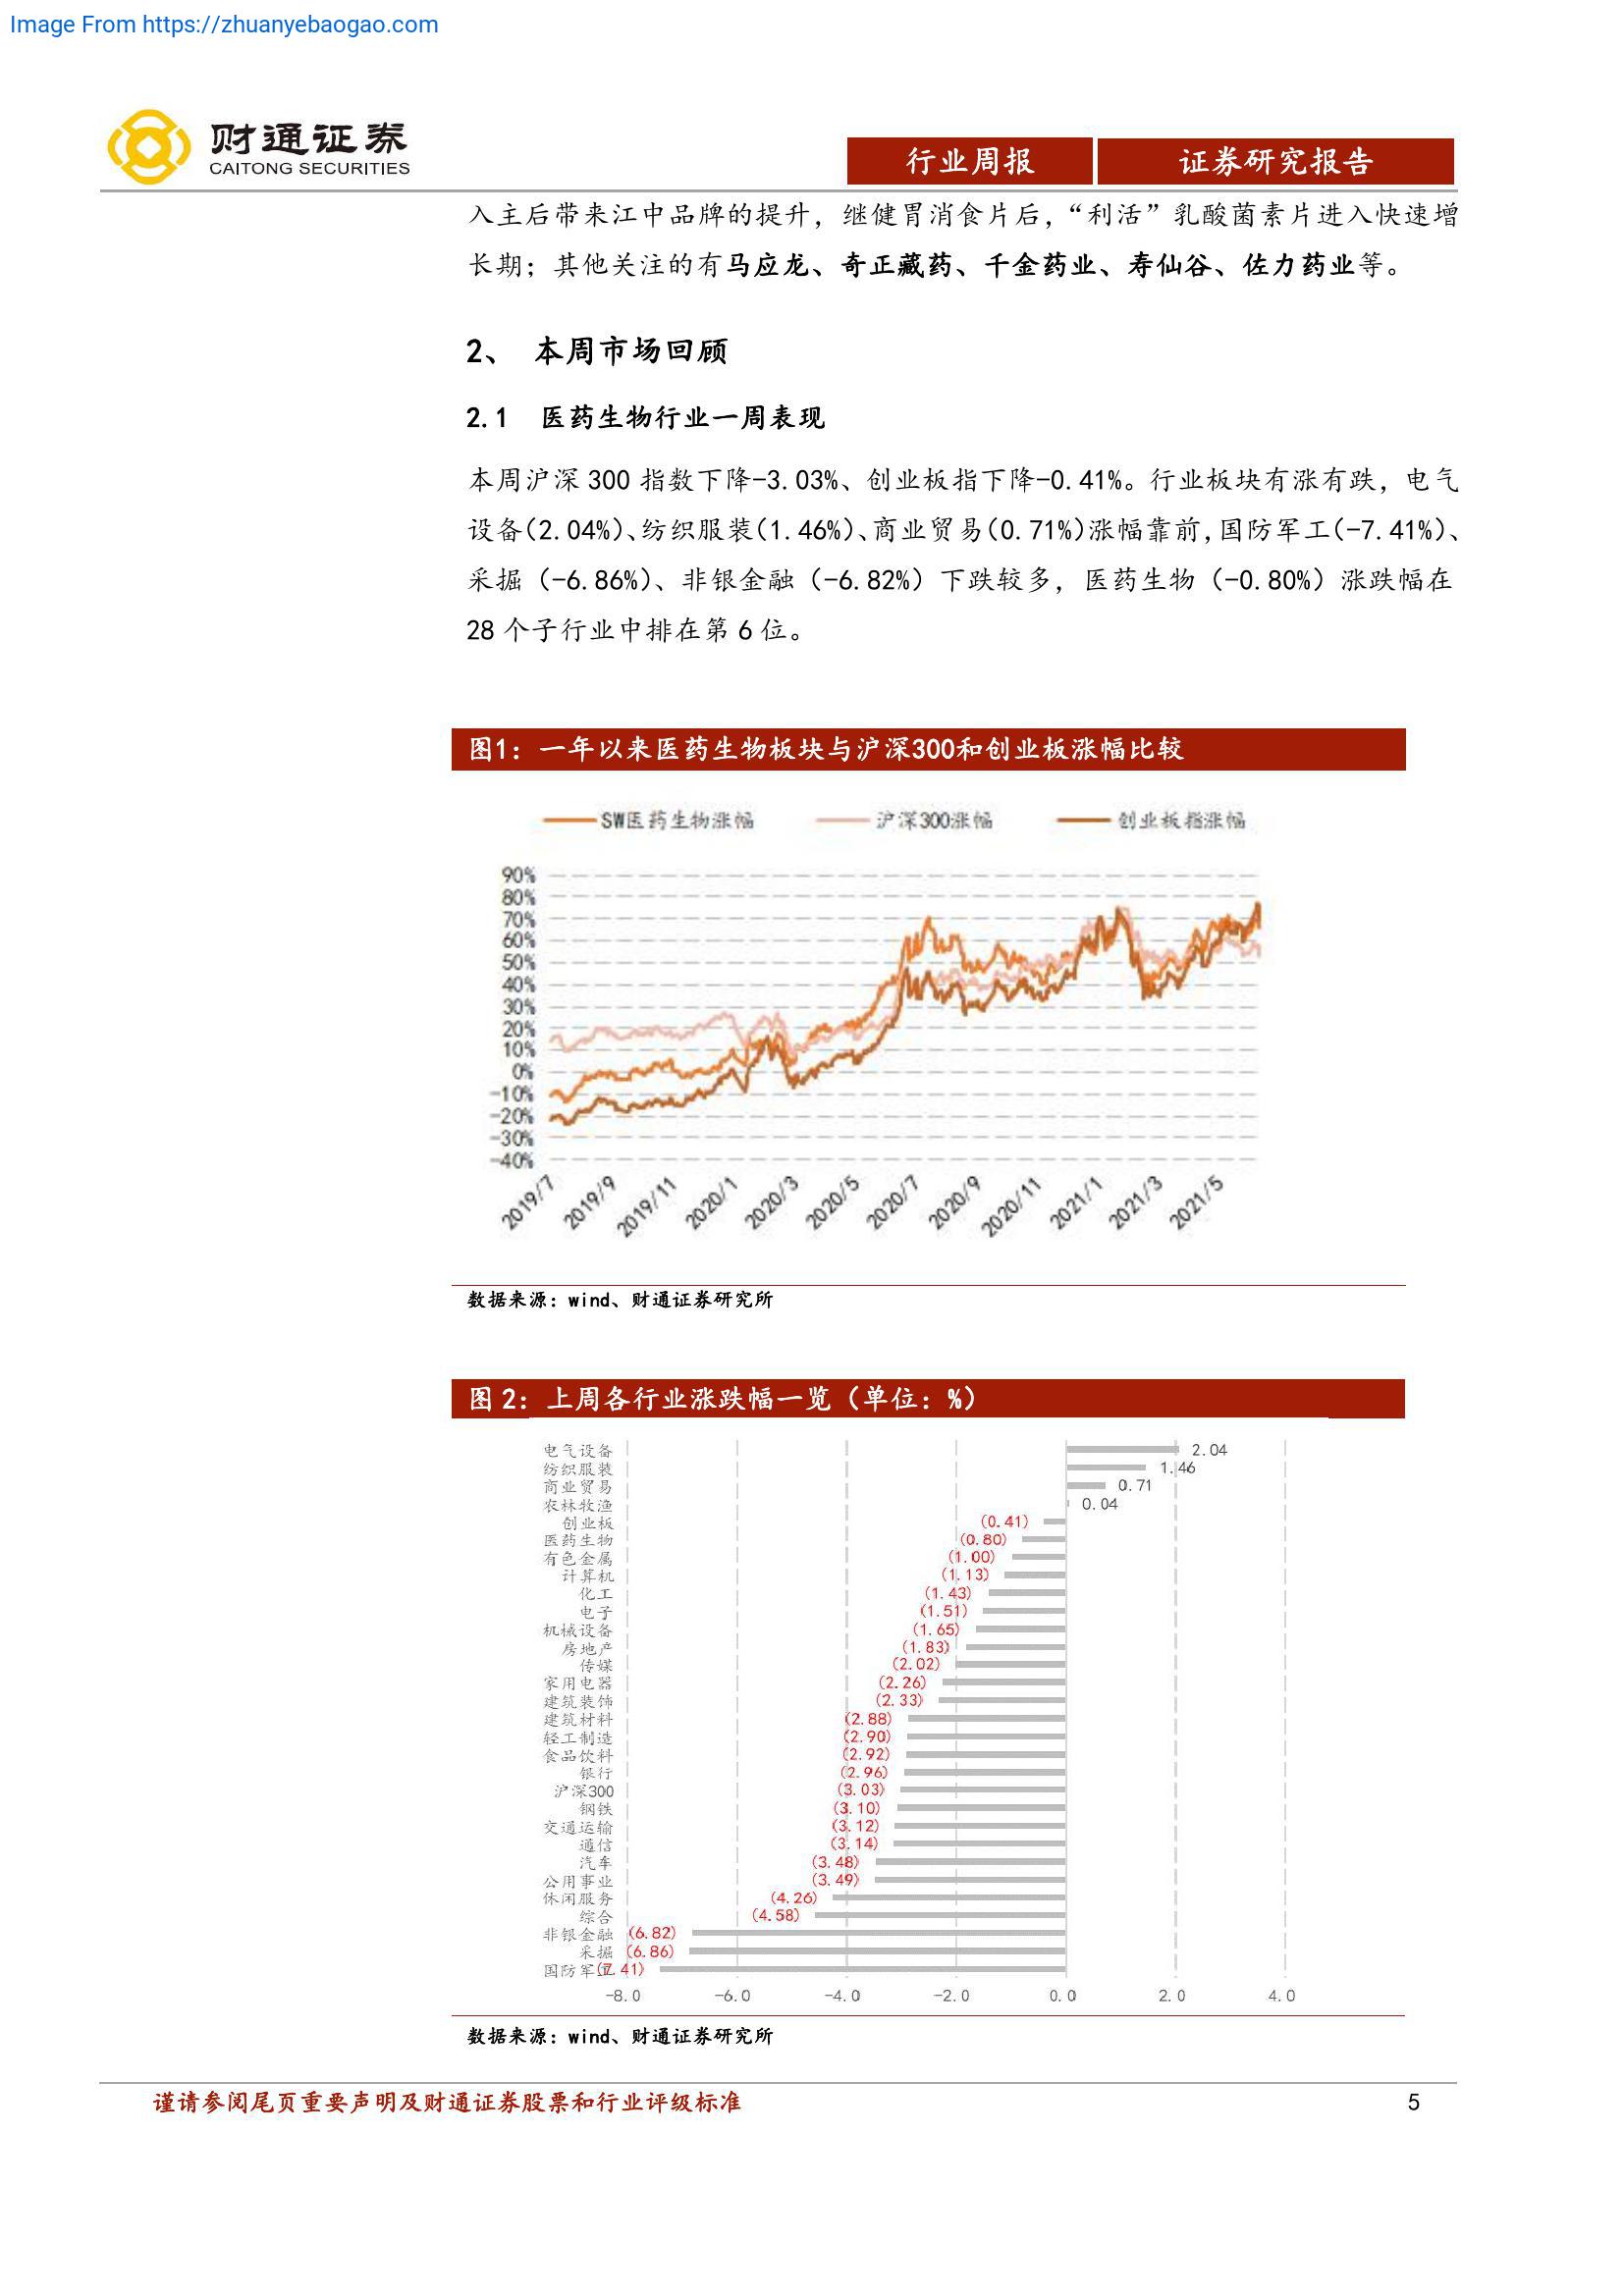 Image From https://zhuanyebaogao.com
财通证券
CAITONG SECURITIES
行业周报
证券研究报告
入主后带来江中品牌的提升，继健胃消食片后，“利活”乳酸菌素片进入快速增
长期；其他关注的有马应龙、奇正藏药、千金药业、寿仙谷、佐力药业等。
2、 本周市场回顾
2.1 医药生物行业一周表现
本周沪深 300 指数下降-3.03%、创业板指下降-0.41%。行业板块有涨有跌，电气
设备(2.04%)、纺织服装(1.46%)、商业贸易(0.71%)涨幅靠前,国防军工(-7.41%)、
采掘（-6.86%）、非银金融（-6.82%）下跌较多，医药生物（-0.80%）涨跌幅在
28 个子行业中排在第 6 位。
图1：一年以来医药生物板块与沪深300和创业板涨幅比较
SW医药生物涨幅
沪深300涨幅
创业板指涨幅
90%
80%
70%
60%
50%
40%
30%
20%
10%
0%
-10%
-20%
-30%
-40%
2019/7
2019/9
2019/11
2020/1
2020/3
2020/5
2020/7
2020/9
2020/11
2021/1
2021/3
2021/5
数据来源：wind、财通证券研究所
图 2：上周各行业涨跌幅一览（单位：%）
电气设备 2.04
纺织服装 1.46
商业贸易 0.71
农林牧渔 0.04
创业板 (0.41)
医药生物 (0.80)
有色金属 (1.00)
计算机 (1.13)
化工 (1.43)
电子 (1.51)
机械设备 (1.65)
房地产 (1.83)
传媒 (2.02)
家用电器 (2.26)
建筑装饰 (2.33)
建筑材料 (2.88)
轻工制造 (2.90)
食品饮料 (2.92)
银行 (2.96)
沪深300 (3.03)
钢铁 (3.10)
交通运输 (3.12)
通信 (3.14)
汽车 (3.48)
公用事业 (3.49)
休闲服务 (4.26)
综合 (4.58)
非银金融 (6.82)
采掘 (6.86)
国防军工 (7.41)
-8.0
-6.0
-4.0
-2.0
0.0
2.0
4.0
数据来源：wind、财通证券研究所
谨请参阅尾页重要声明及财通证券股票和行业评级标准
5